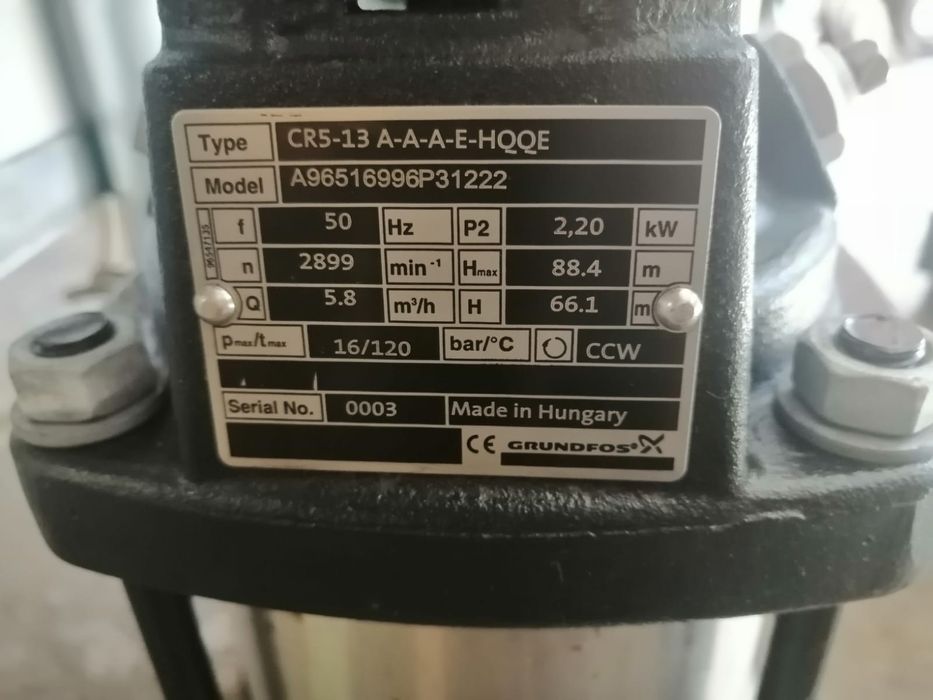 Type CR5-13 A-A-A-E-HQQE
Model A96516996P31222
f 50 Hz P2 2,20 kW
n 2899 min⁻¹ Hmax 88.4 m
Q 5.8 m³/h H 66.1 m
96547135
pmax/tmax 16/120 bar/°C CCW
Serial No. 0003 Made in Hungary
CE GRUNDFOS